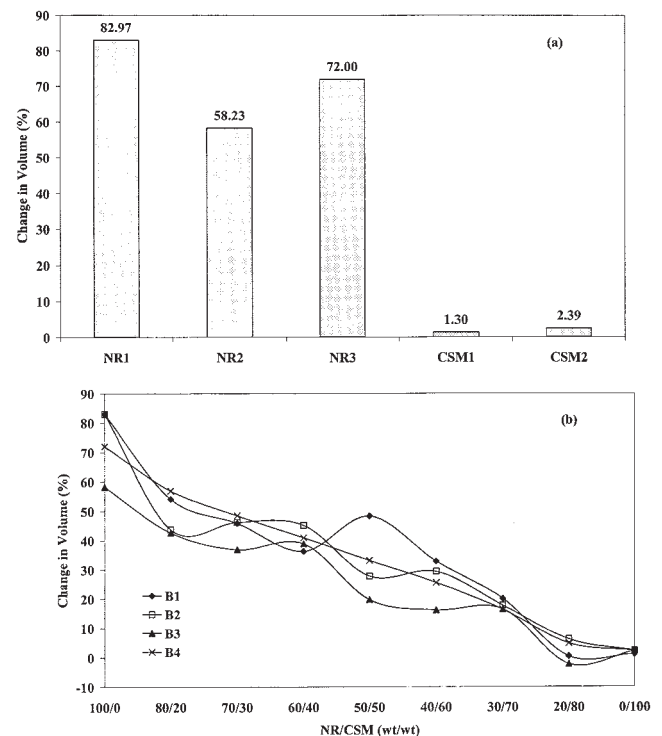 90
80
70
60
50
40
30
20
10
0
Change in Volume (%)
(a)
82.97
58.23
72.00
1.30
2.39
NR1 NR2 NR3 CSM1 CSM2
90
80
70
60
50
40
30
20
10
0
-10
Change in Volume (%)
(b)
B1
B2
B3
B4
100/0 80/20 70/30 60/40 50/50 40/60 30/70 20/80 0/100
NR/CSM (wt/wt)